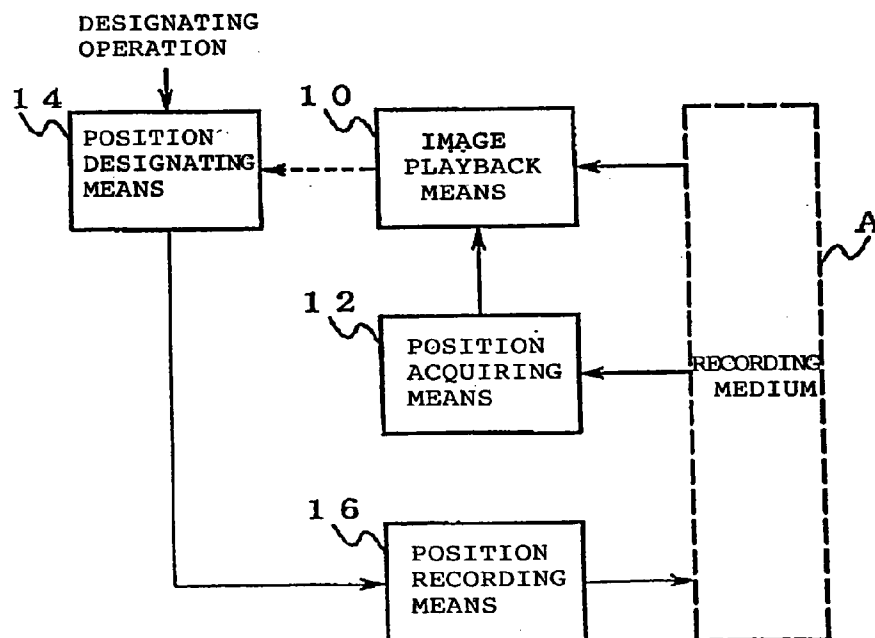 DESIGNATING
OPERATION
14
POSITION
DESIGNATING
MEANS
10
IMAGE
PLAYBACK
MEANS
A
12
POSITION
ACQUIRING
MEANS
RECORDING
MEDIUM
16
POSITION
RECORDING
MEANS